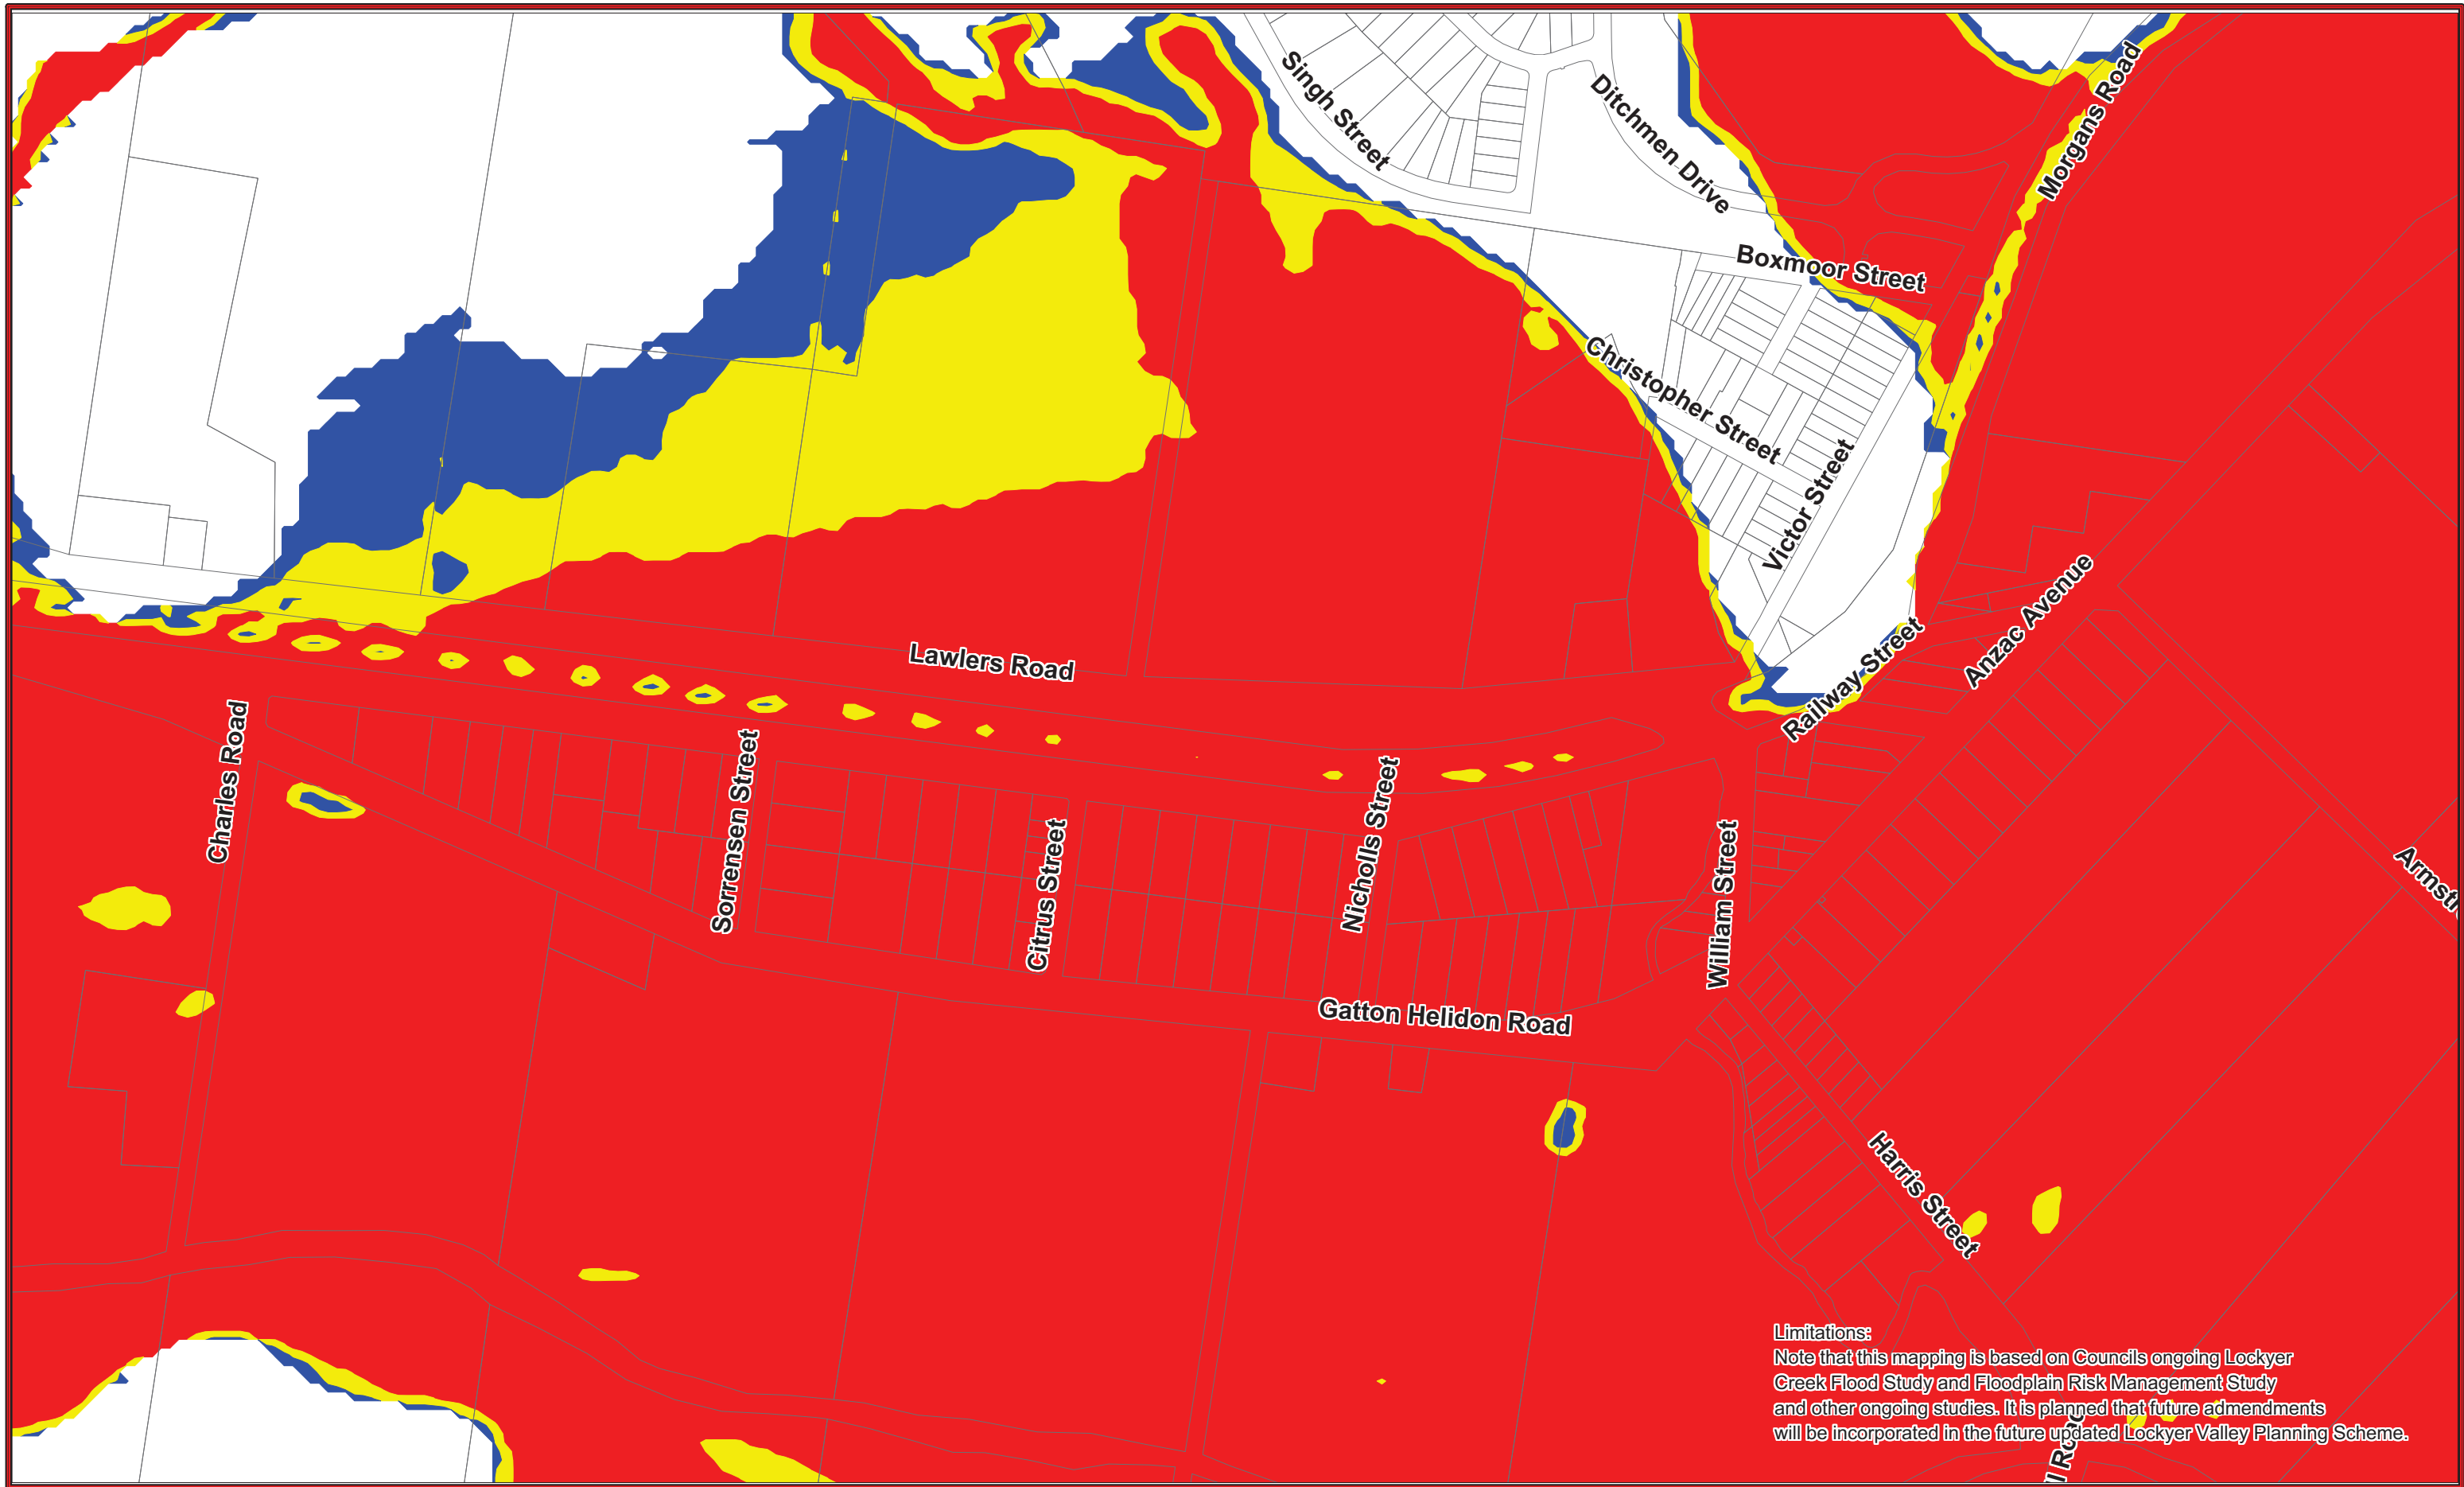 Singh Street
Ditchmen Drive
Morgans Road
Boxmoor Street
Christopher Street
Victor Street
Anzac Avenue
Railway Street
Lawlers Road
Charles Road
Sorrensen Street
Citrus Street
Nicholls Street
William Street
Gatton Helidon Road
Harris Street
Limitations:
Note that this mapping is based on Councils ongoing Lockyer
Creek Flood Study and Floodplain Risk Management Study
and other ongoing studies. It is planned that future admendments
will be incorporated in the future updated Lockyer Valley Planning Scheme.